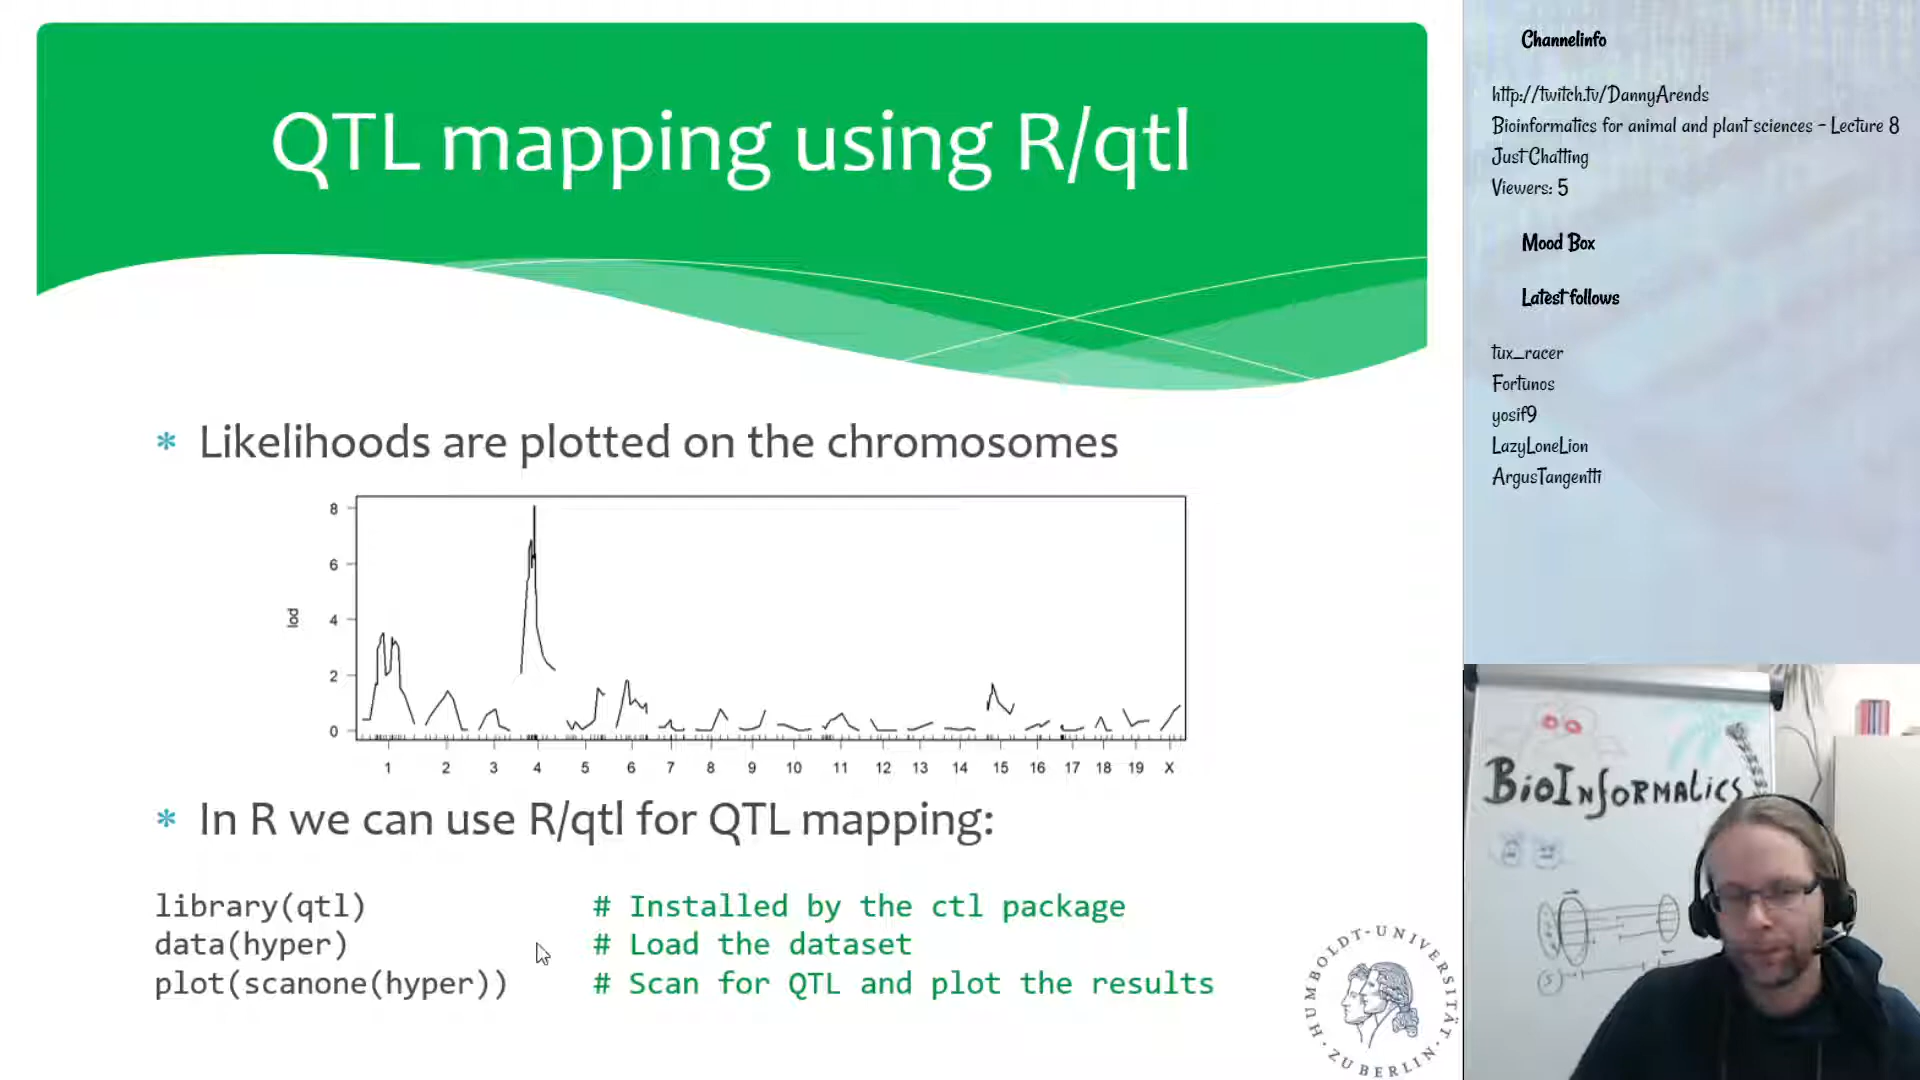 QTL mapping using R/qtl
* Likelihoods are plotted on the chromosomes
lod
8
6
4
2
0
1 2 3 4 5 6 7 8 9 10 11 12 13 14 15 16 17 18 19 X
* In R we can use R/qtl for QTL mapping:
library(qtl) # Installed by the ctl package
data(hyper) # Load the dataset
plot(scanone(hyper)) # Scan for QTL and plot the results
HUMBOLDT-UNIVERSITÄT
ZU BERLIN
Channelinfo
http://twitch.tv/DannyArends
Bioinformatics for animal and plant sciences - Lecture 8
Just Chatting
Viewers: 5
Mood Box
Latest follows
tux_racer
Fortunos
yosif9
LazyLoneLion
ArgusTangentti
BioInformatics